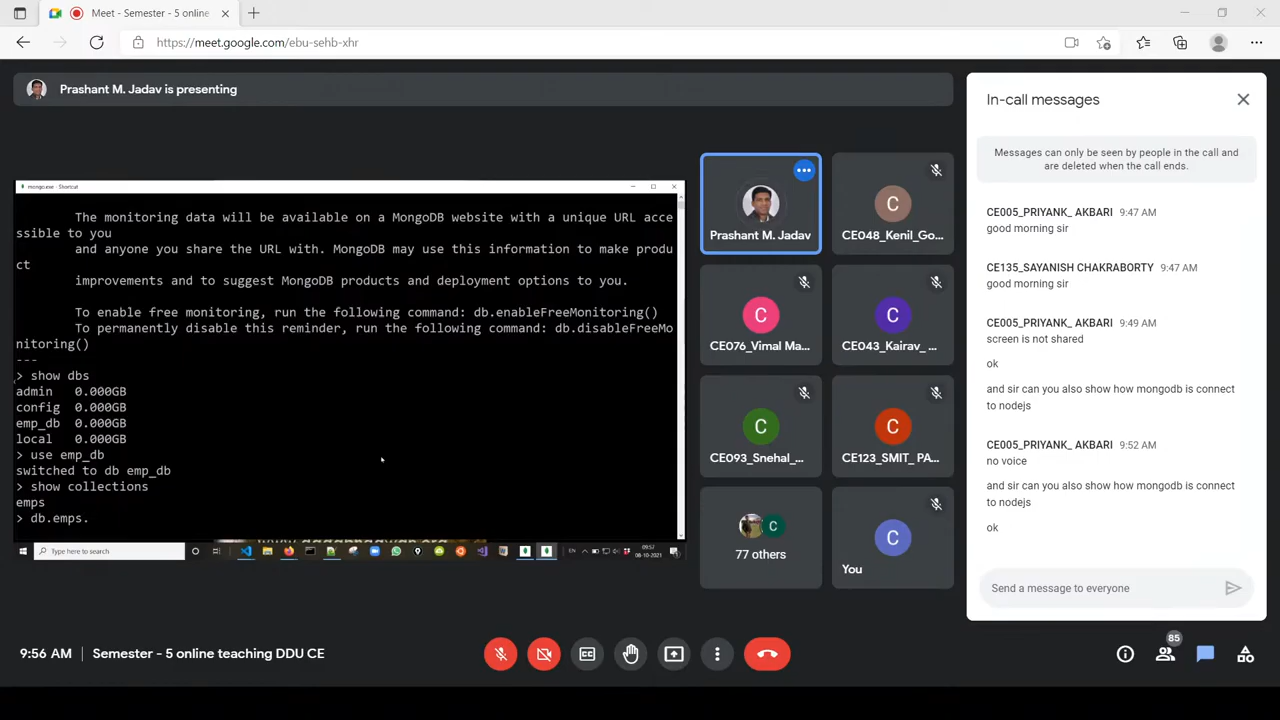 Meet - Semester - 5 online
https://meet.google.com/ebu-sehb-xhr
Prashant M. Jadav is presenting
mongo.exe - Shortcut
The monitoring data will be available on a MongoDB website with a unique URL acce
ssible to you
and anyone you share the URL with. MongoDB may use this information to make produ
ct
improvements and to suggest MongoDB products and deployment options to you.
To enable free monitoring, run the following command: db.enableFreeMonitoring()
To permanently disable this reminder, run the following command: db.disableFreeMo
nitoring()
---
> show dbs
admin 0.000GB
config 0.000GB
emp_db 0.000GB
local 0.000GB
> use emp_db
switched to db emp_db
> show collections
emps
> db.emps.
Type here to search
09:57
08-10-2021
Prashant M. Jadav
C
CE048_Kenil_Go...
C
CE076_Vimal Ma...
C
CE043_Kairav_ ...
C
CE093_Snehal_...
C
CE123_SMIT_ PA...
C
77 others
C
You
In-call messages
Messages can only be seen by people in the call and
are deleted when the call ends.
CE005_PRIYANK_ AKBARI 9:47 AM
good morning sir
CE135_SAYANISH CHAKRABORTY 9:47 AM
good morning sir
CE005_PRIYANK_ AKBARI 9:49 AM
screen is not shared
ok
and sir can you also show how mongodb is connect
to nodejs
CE005_PRIYANK_ AKBARI 9:52 AM
no voice
and sir can you also show how mongodb is connect
to nodejs
ok
Send a message to everyone
9:56 AM | Semester - 5 online teaching DDU CE
85